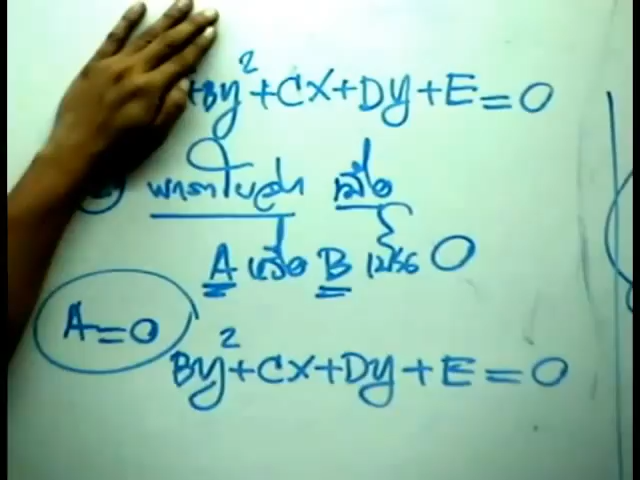 +By²+Cx+Dy+E=0
พาราโบลา เมื่อ
A หรือ B เป็น 0
A=0
By²+Cx+Dy+E=0